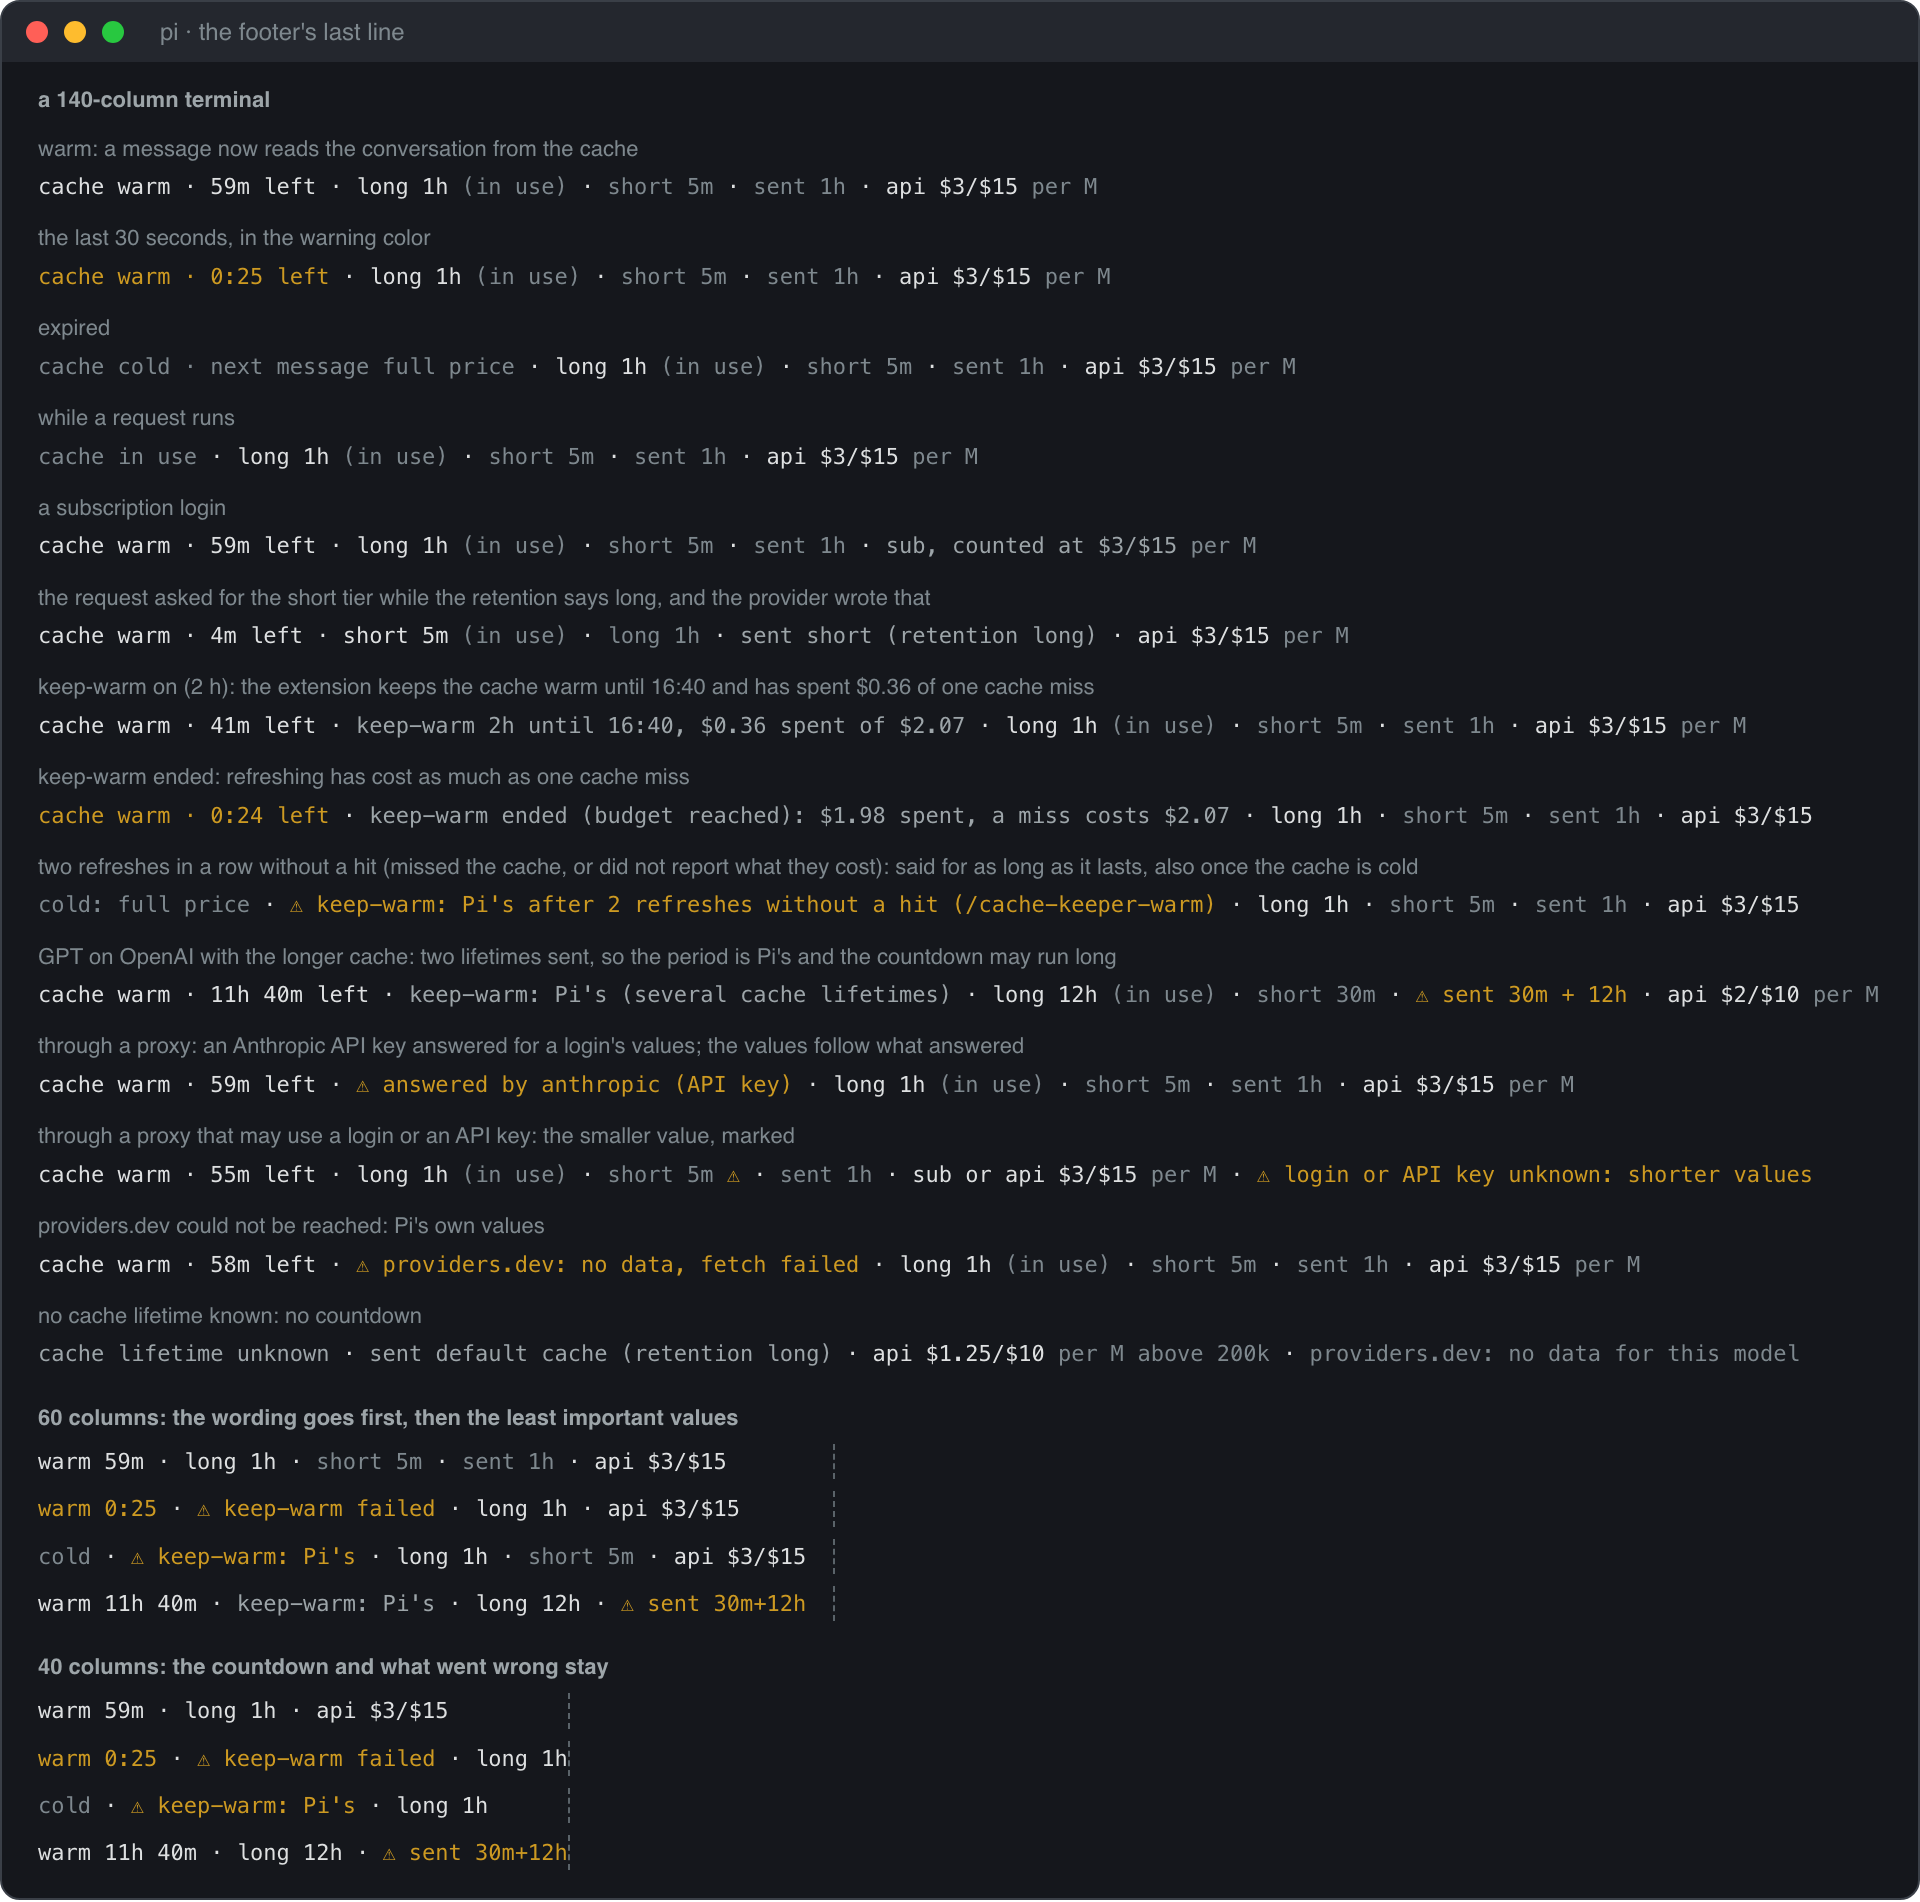 pi · the footer's last line
a 140-column terminal
warm: a message now reads the conversation from the cache
cache warm · 59m left · long 1h (in use) · short 5m · sent 1h · api $3/$15 per M
the last 30 seconds, in the warning color
cache warm · 0:25 left · long 1h (in use) · short 5m · sent 1h · api $3/$15 per M
expired
cache cold · next message full price · long 1h (in use) · short 5m · sent 1h · api $3/$15 per M
while a request runs
cache in use · long 1h (in use) · short 5m · sent 1h · api $3/$15 per M
a subscription login
cache warm · 59m left · long 1h (in use) · short 5m · sent 1h · sub, counted at $3/$15 per M
the request asked for the short tier while the retention says long, and the provider wrote that
cache warm · 4m left · short 5m (in use) · long 1h · sent short (retention long) · api $3/$15 per M
keep-warm on (2 h): the extension keeps the cache warm until 16:40 and has spent $0.36 of one cache miss
cache warm · 41m left · keep-warm 2h until 16:40, $0.36 spent of $2.07 · long 1h (in use) · short 5m · sent 1h · api $3/$15 per M
keep-warm ended: refreshing has cost as much as one cache miss
cache warm · 0:24 left · keep-warm ended (budget reached): $1.98 spent, a miss costs $2.07 · long 1h · short 5m · sent 1h · api $3/$15
two refreshes in a row without a hit (missed the cache, or did not report what they cost): said for as long as it lasts, also once the cache is cold
cold: full price · ⚠ keep-warm: Pi's after 2 refreshes without a hit (/cache-keeper-warm) · long 1h · short 5m · sent 1h · api $3/$15
GPT on OpenAI with the longer cache: two lifetimes sent, so the period is Pi's and the countdown may run long
cache warm · 11h 40m left · keep-warm: Pi's (several cache lifetimes) · long 12h (in use) · short 30m · ⚠ sent 30m + 12h · api $2/$10 per M
through a proxy: an Anthropic API key answered for a login's values; the values follow what answered
cache warm · 59m left · ⚠ answered by anthropic (API key) · long 1h (in use) · short 5m · sent 1h · api $3/$15 per M
through a proxy that may use a login or an API key: the smaller value, marked
cache warm · 55m left · long 1h (in use) · short 5m ⚠ · sent 1h · sub or api $3/$15 per M · ⚠ login or API key unknown: shorter values
providers.dev could not be reached: Pi's own values
cache warm · 58m left · ⚠ providers.dev: no data, fetch failed · long 1h (in use) · short 5m · sent 1h · api $3/$15 per M
no cache lifetime known: no countdown
cache lifetime unknown · sent default cache (retention long) · api $1.25/$10 per M above 200k · providers.dev: no data for this model
60 columns: the wording goes first, then the least important values
warm 59m · long 1h · short 5m · sent 1h · api $3/$15
warm 0:25 · ⚠ keep-warm failed · long 1h · api $3/$15
cold · ⚠ keep-warm: Pi's · long 1h · short 5m · api $3/$15
warm 11h 40m · keep-warm: Pi's · long 12h · ⚠ sent 30m+12h
40 columns: the countdown and what went wrong stay
warm 59m · long 1h · api $3/$15
warm 0:25 · ⚠ keep-warm failed · long 1h
cold · ⚠ keep-warm: Pi's · long 1h
warm 11h 40m · long 12h · ⚠ sent 30m+12h